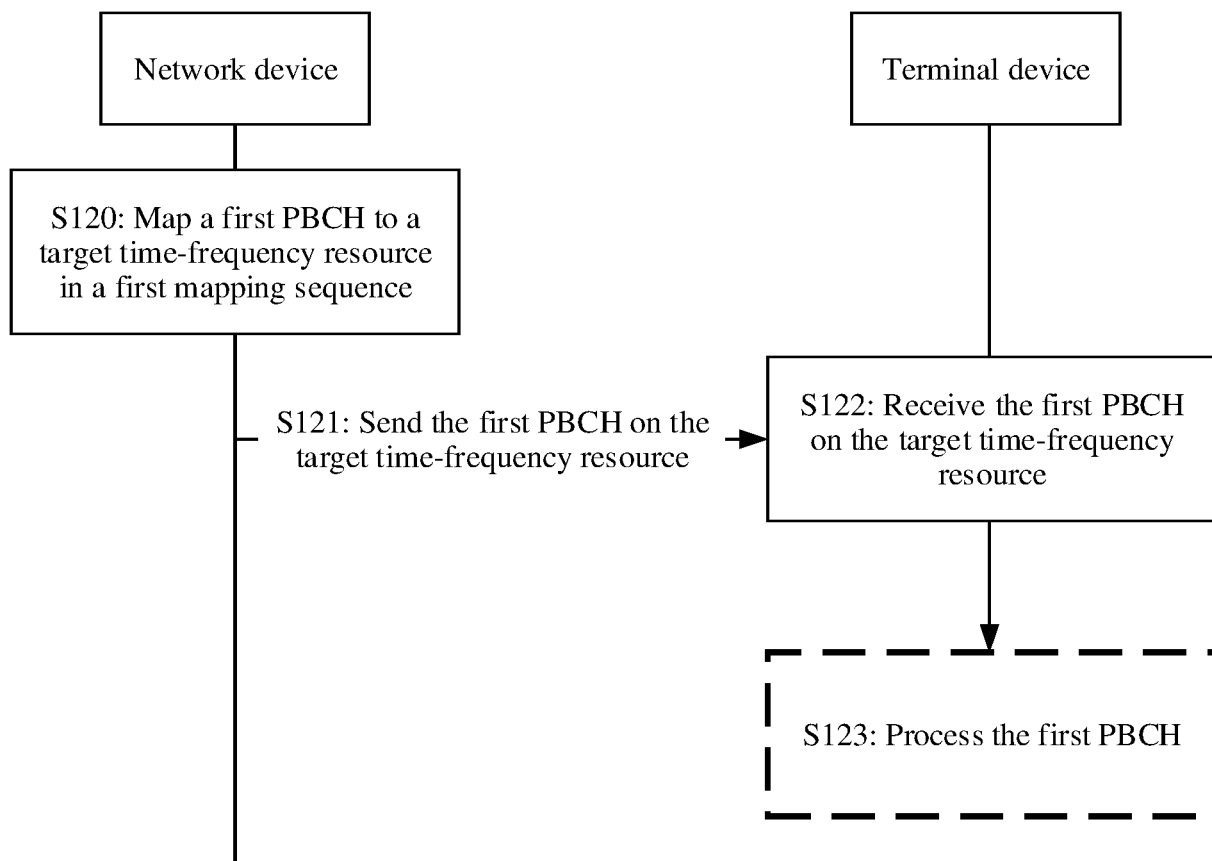 Network device
Terminal device
S120: Map a first PBCH to a
target time-frequency resource
in a first mapping sequence
S121: Send the first PBCH on the
target time-frequency resource
S122: Receive the first PBCH
on the target time-frequency
resource
S123: Process the first PBCH